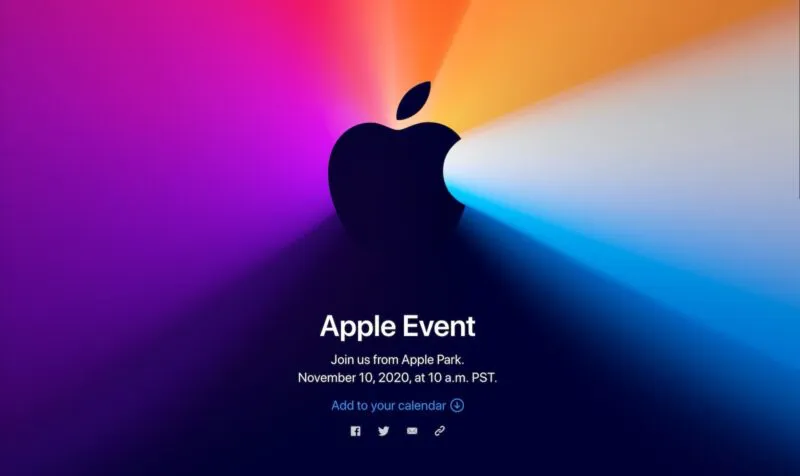 Apple Event
Join us from Apple Park.
November 10, 2020, at 10 a.m. PST.
Add to your calendar